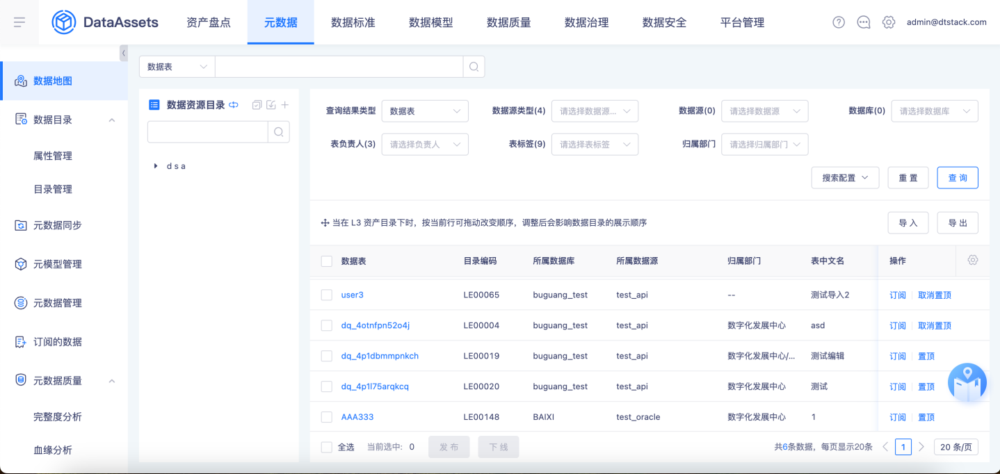 DataAssets 资产盘点 元数据 数据标准 数据模型 数据质量 数据治理 数据安全 平台管理 admin@dtstack.com
数据地图
数据目录
属性管理
目录管理
元数据同步
元模型管理
元数据管理
订阅的数据
元数据质量
完整度分析
血缘分析
数据表
数据资源目录
d s a
查询结果类型 数据表 数据源类型(4) 请选择数据源... 数据源(0) 请选择数据源 数据库(0) 请选择数据库
表负责人(3) 请选择负责人 表标签(9) 请选择表标签 归属部门 请选择归属部门
搜索配置 重 置 查 询
当在 L3 资产目录下时，按当前行可拖动改变顺序，调整后会影响数据目录的展示顺序 导 入 导 出
数据表 目录编码 所属数据库 所属数据源 归属部门 表中文名 操作
user3 LE00065 buguang_test test_api -- 测试导入2 订阅 取消置顶
dq_4otnfpn52o4j LE00004 buguang_test test_api 数字化发展中心 asd 订阅 取消置顶
dq_4p1dbmmpnkch LE00019 buguang_test test_api 数字化发展中心/... 测试编辑 订阅 置顶
dq_4p1l75arqkcq LE00020 buguang_test test_api 数字化发展中心 测试 订阅 置顶
AAA333 LE00148 BAIXI test_oracle 数字化发展中心 1 订阅 置顶
全选 当前选中: 0 发 布 下 线 共6条数据，每页显示20条 1 20 条/页